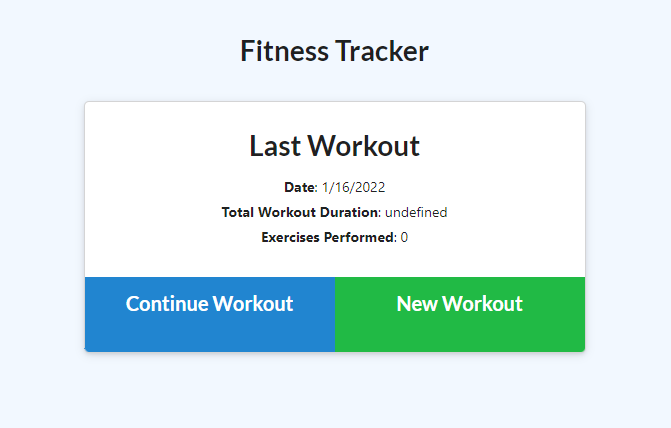 Fitness Tracker
Last Workout
Date: 1/16/2022
Total Workout Duration: undefined
Exercises Performed: 0
Continue Workout
New Workout